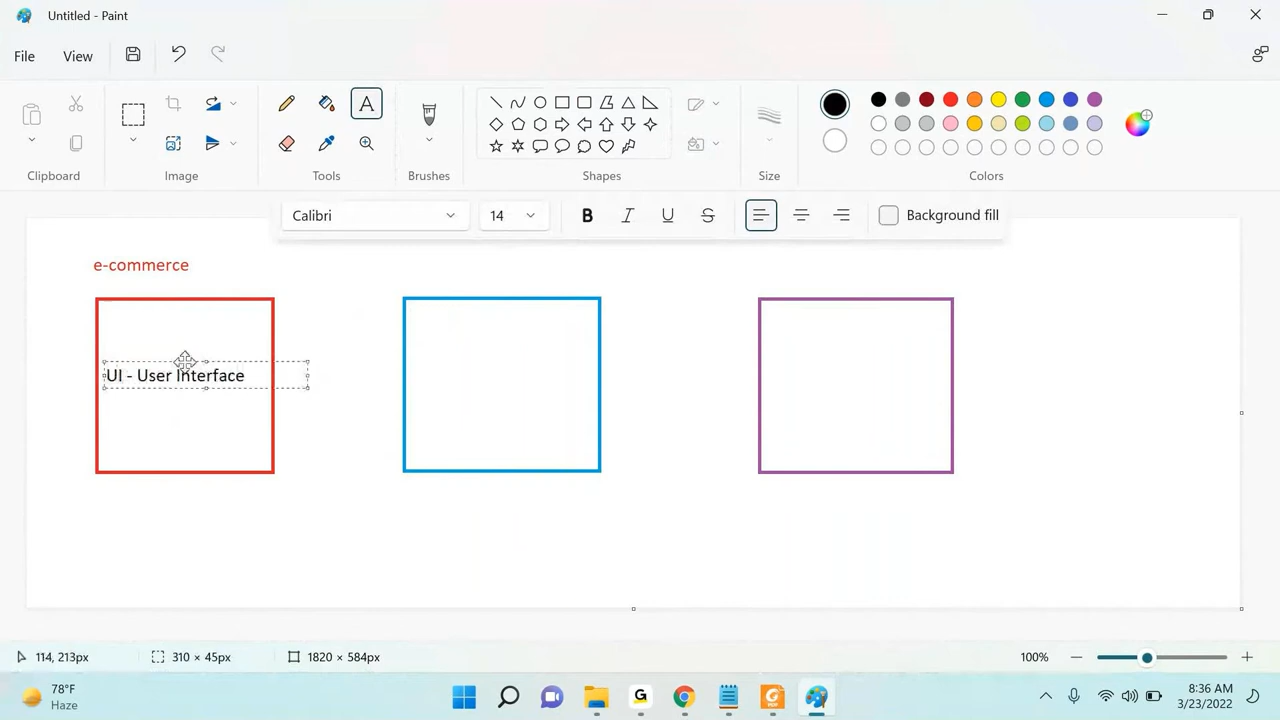 Untitled - Paint
File View
Clipboard Image Tools Brushes Shapes Size Colors
Calibri 14 B I U S Background fill
e-commerce
UI - User Interface
114, 213px 310 × 45px 1820 × 584px 100%
78°F
Haze
8:36 AM
3/23/2022